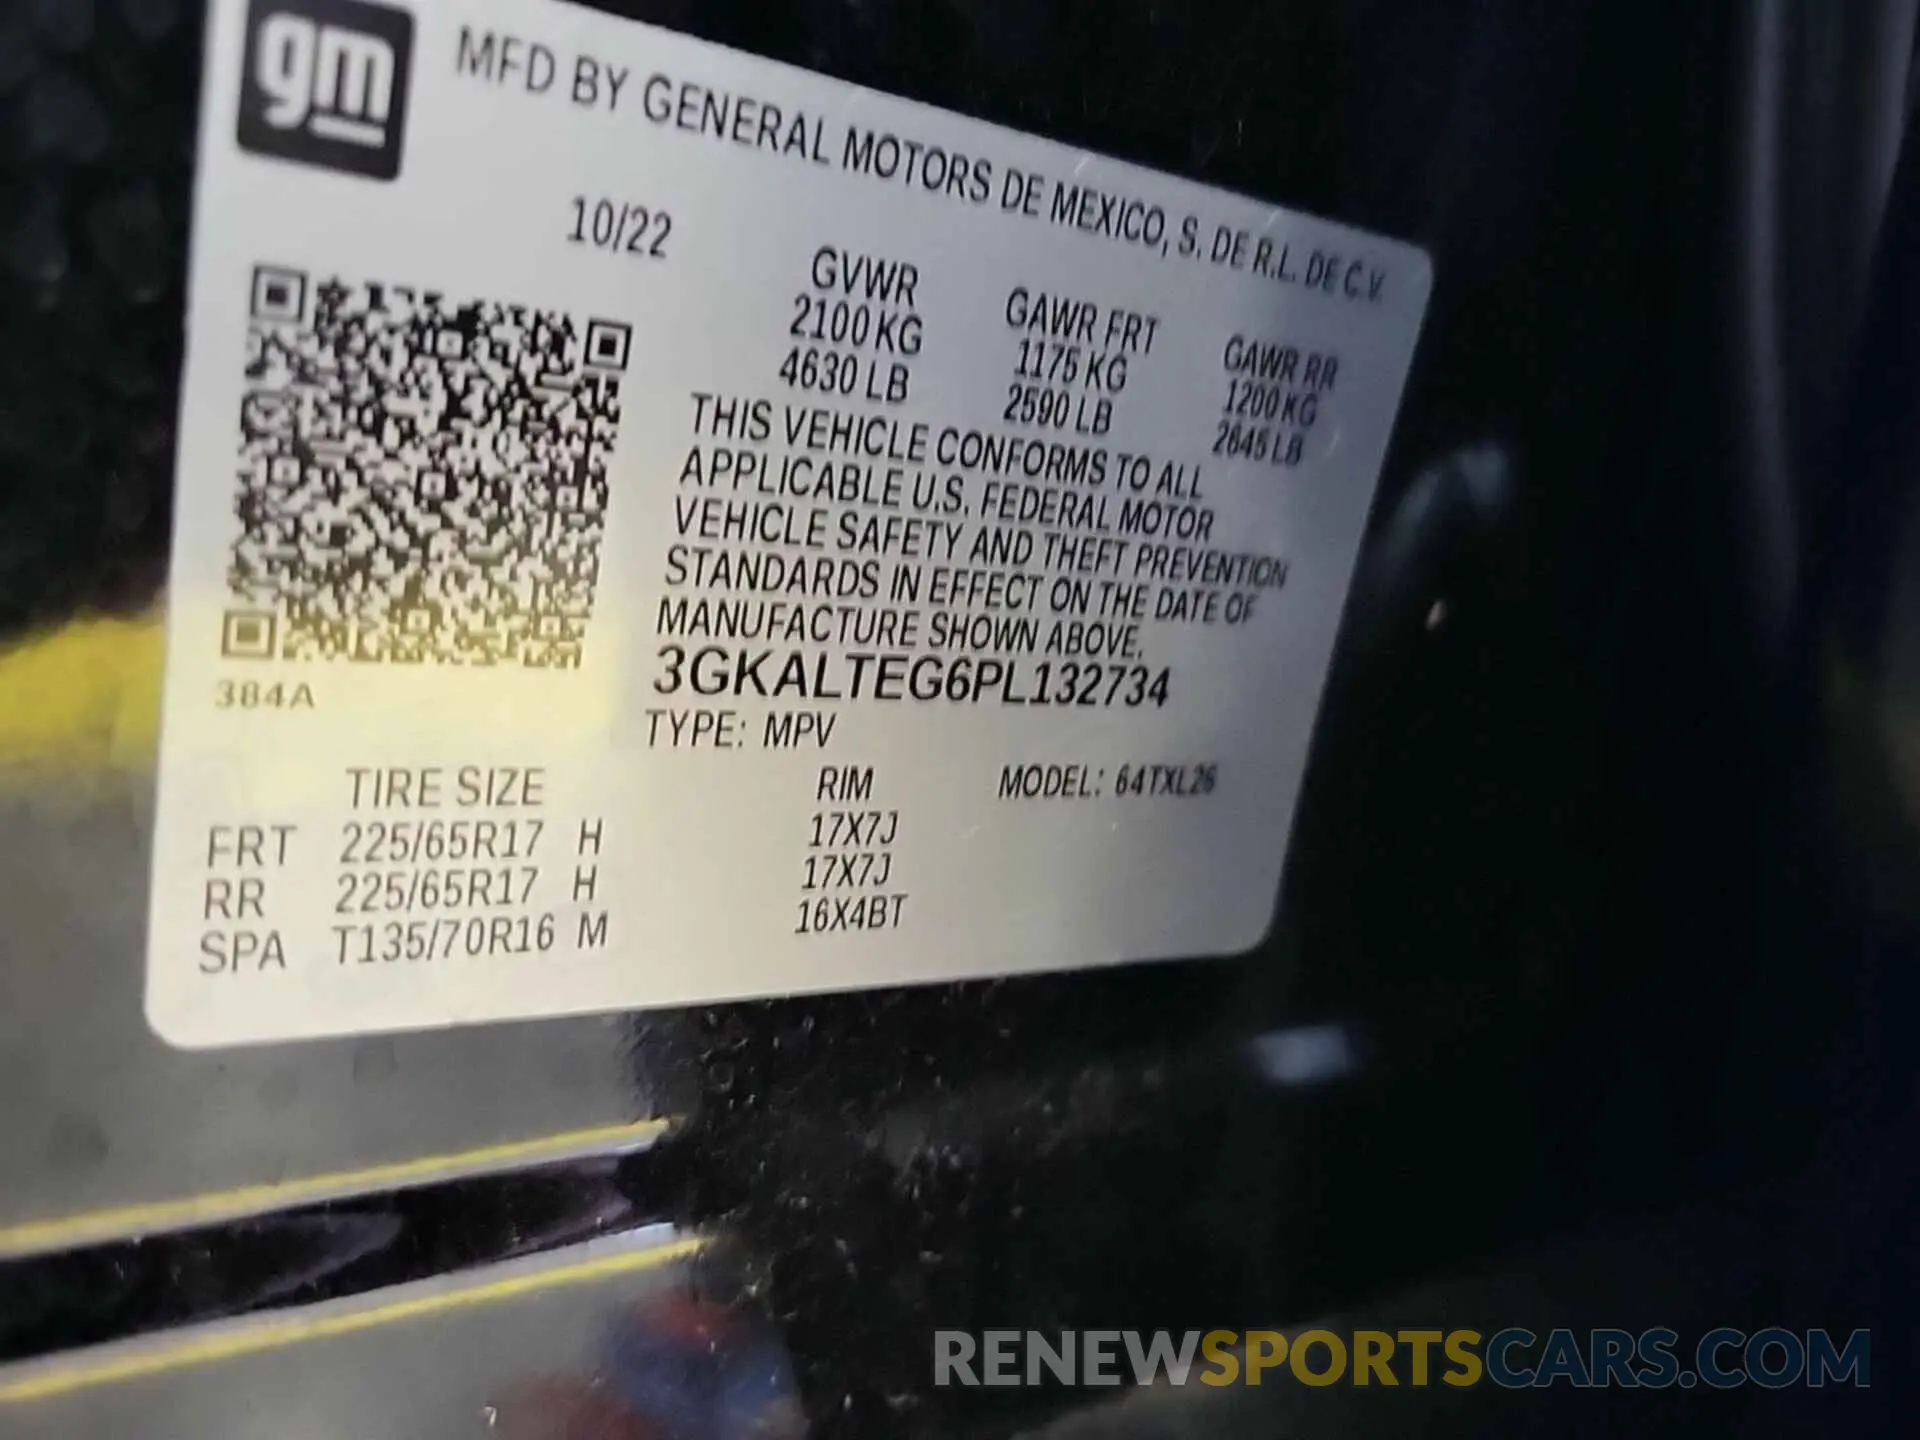 gm
MFD BY GENERAL MOTORS DE MEXICO, S. DE R.L. DE C.V.
10/22
GVWR GAWR FRT GAWR RR
2100 KG 1175 KG 1200 KG
4630 LB 2590 LB 2645 LB
THIS VEHICLE CONFORMS TO ALL
APPLICABLE U.S. FEDERAL MOTOR
VEHICLE SAFETY AND THEFT PREVENTION
STANDARDS IN EFFECT ON THE DATE OF
MANUFACTURE SHOWN ABOVE.
3GKALTEG6PL132734
384A
TYPE: MPV
MODEL: 64TXL26
TIRE SIZE RIM
FRT 225/65R17 H 17X7J
RR 225/65R17 H 17X7J
SPA T135/70R16 M 16X4BT
RENEWSPORTSCARS.COM